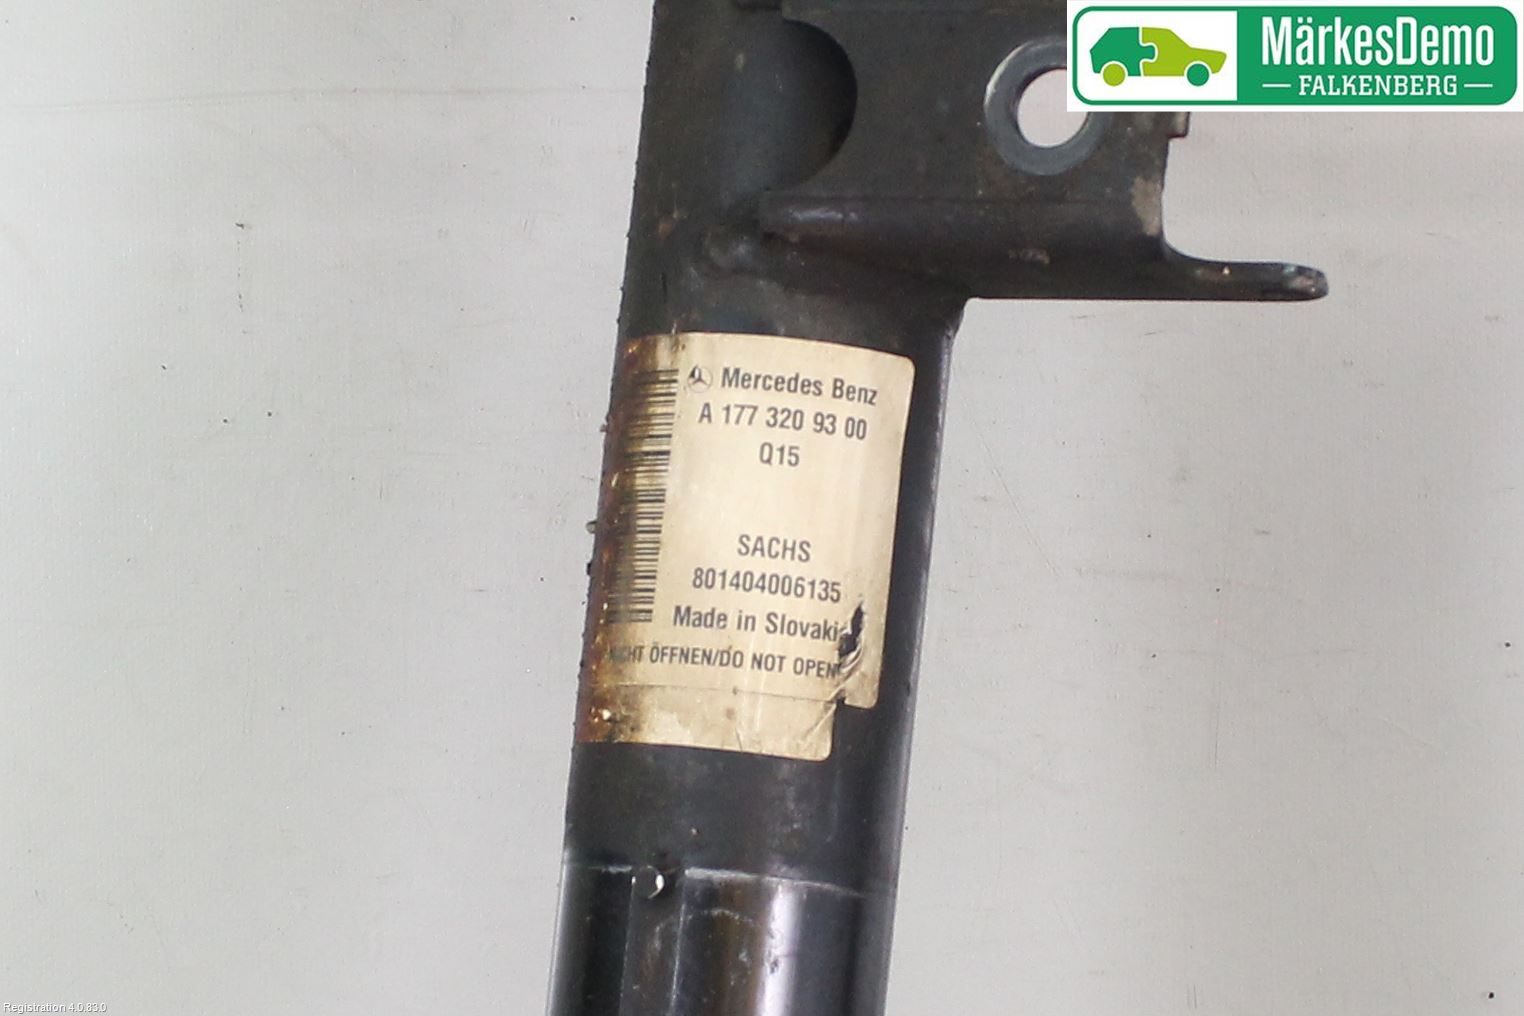 MärkesDemo
FALKENBERG
Mercedes Benz
A 177 320 93 00
Q15
SACHS
801404006135
Made in Slovaki
ÖFFNEN/DO NOT OPEN
Registration 4.0.83.0